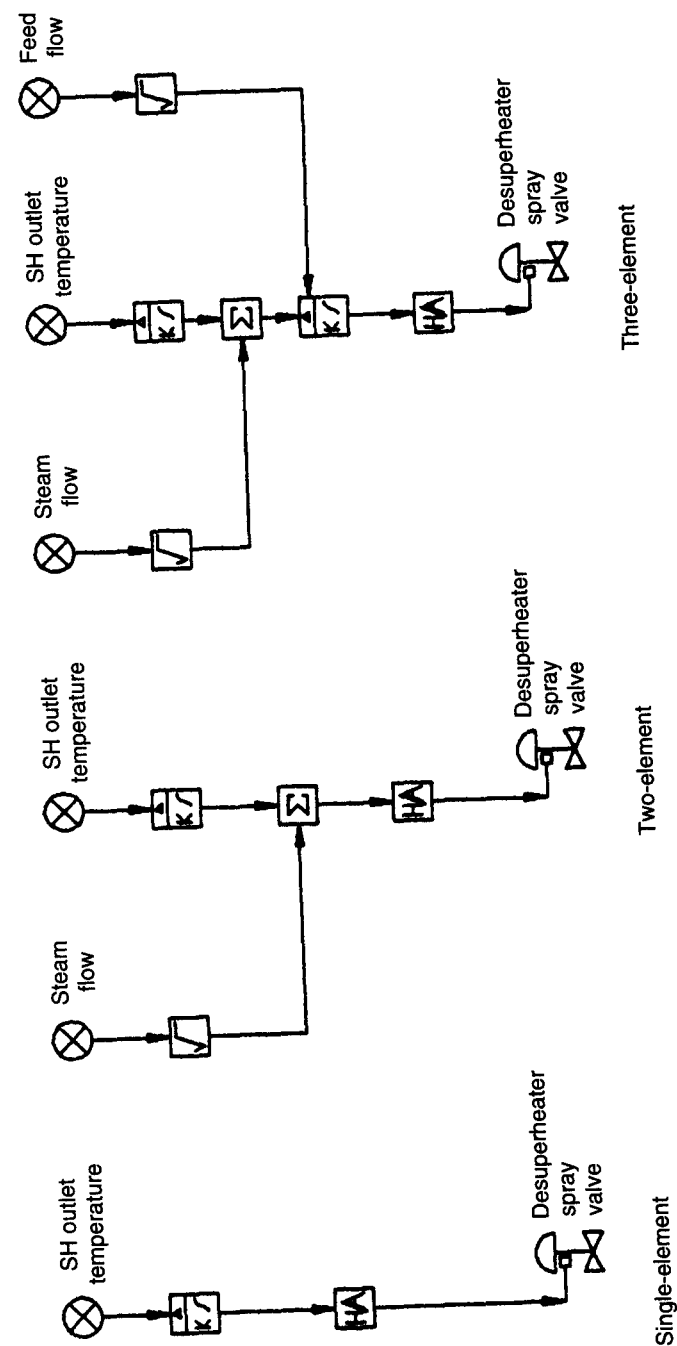 SH outlet
temperature
K ∫
H/A
Desuperheater
spray
valve
Single-element
Steam
flow
√
SH outlet
temperature
K ∫
Σ
H/A
Desuperheater
spray
valve
Two-element
Steam
flow
√
SH outlet
temperature
K ∫
Σ
Feed
flow
√
K ∫
H/A
Desuperheater
spray
valve
Three-element